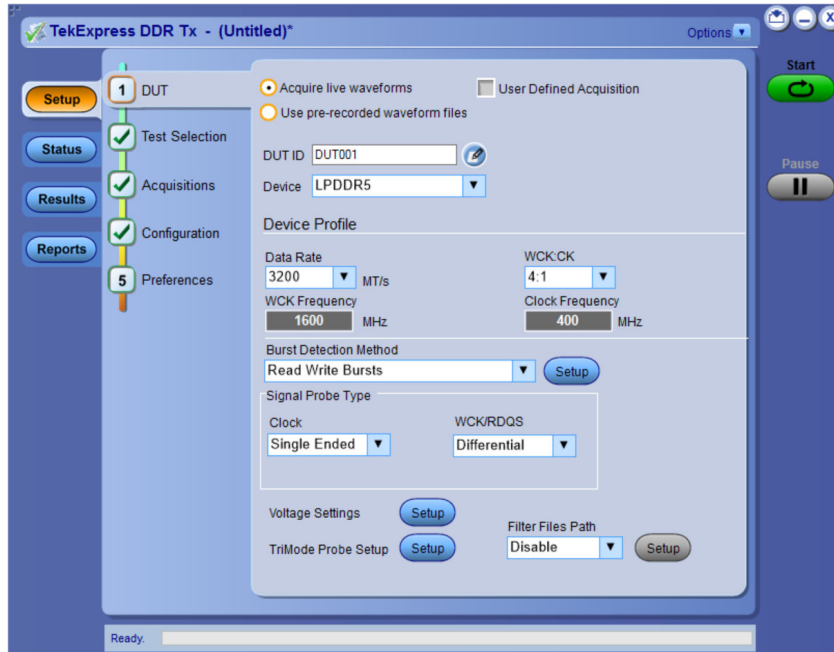 TekExpress DDR Tx - (Untitled)*
Options
X
Start
Pause
Setup
Status
Results
Reports
1 DUT
Test Selection
Acquisitions
Configuration
5 Preferences
Acquire live waveforms
User Defined Acquisition
Use pre-recorded waveform files
DUT ID DUT001
Device LPDDR5
Device Profile
Data Rate
WCK:CK
3200 MT/s
4:1
WCK Frequency
Clock Frequency
1600 MHz
400 MHz
Burst Detection Method
Read Write Bursts Setup
Signal Probe Type
Clock
WCK/RDQS
Single Ended
Differential
Voltage Settings Setup
Filter Files Path
TriMode Probe Setup Setup
Disable Setup
Ready.